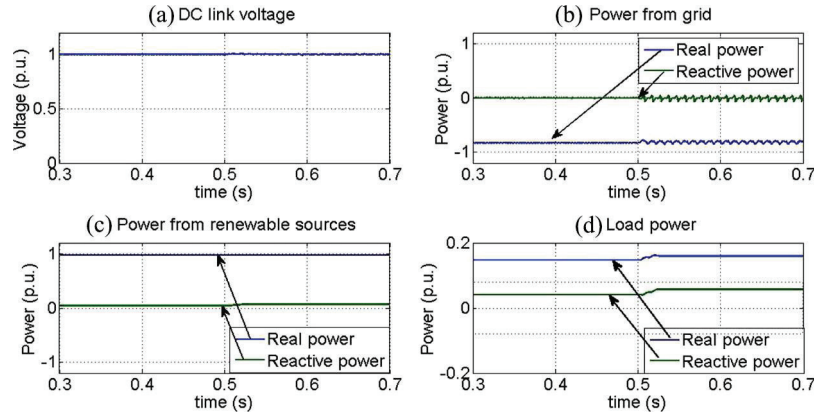 (a) DC link voltage
Voltage (p.u.)
1
0.5
0
0.3 0.4 0.5 0.6 0.7
time (s)
(b) Power from grid
Power (p.u.)
1
0
-1
Real power
Reactive power
0.3 0.4 0.5 0.6 0.7
time (s)
(c) Power from renewable sources
Power (p.u.)
1
0
-1
Real power
Reactive power
0.3 0.4 0.5 0.6 0.7
time (s)
(d) Load power
Power (p.u.)
0.2
0
-0.2
Real power
Reactive power
0.3 0.4 0.5 0.6 0.7
time (s)